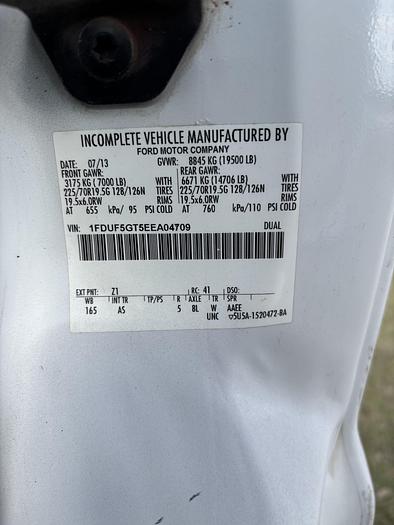 INCOMPLETE VEHICLE MANUFACTURED BY
FORD MOTOR COMPANY
DATE: 07/13 GVWR: 8845 KG (19500 LB)
FRONT GAWR: REAR GAWR:
3175 KG ( 7000 LB) WITH 6671 KG (14706 LB) WITH
225/70R19.5G 128/126N TIRES 225/70R19.5G 128/126N TIRES
19.5x6.0RW RIMS 19.5x6.0RW RIMS
AT 655 kPa/ 95 PSI COLD AT 760 kPa/110 PSI COLD
VIN: 1FDUF5GT5EEA04709 DUAL
EXT PNT: Z1 RC: 41 DSO:
WB INT TR TP/PS R AXLE TR SPR
165 AS 5 8L W AAEE
UNC 5U5A-1520472-BA